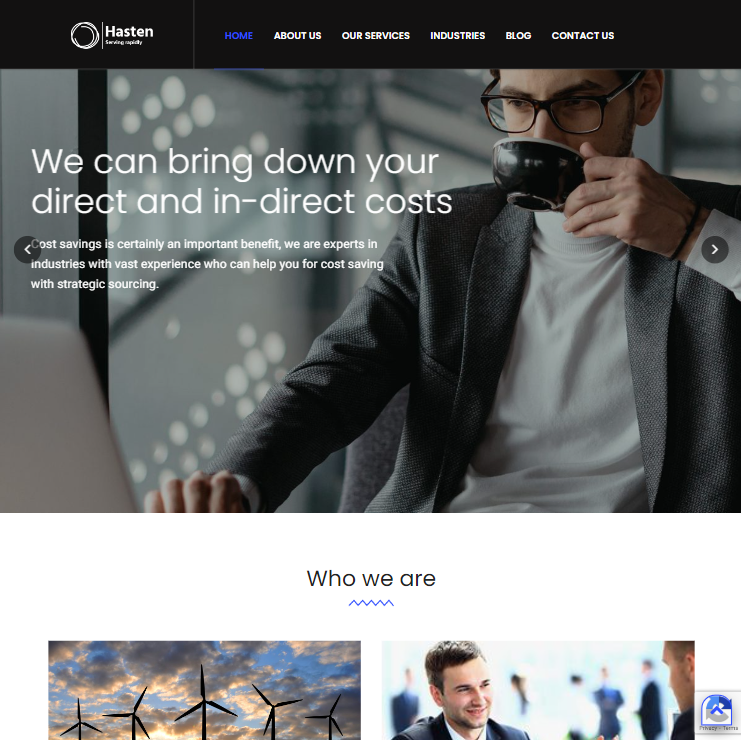 Hasten
Serving rapidly
HOME
ABOUT US
OUR SERVICES
INDUSTRIES
BLOG
CONTACT US
We can bring down your
direct and in-direct costs
Cost savings is certainly an important benefit, we are experts in
industries with vast experience who can help you for cost saving
with strategic sourcing.
Who we are
Privacy - Terms